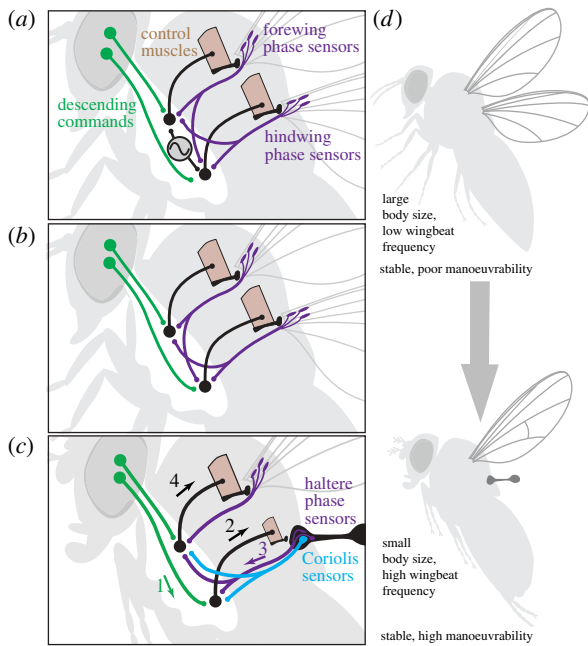 (a)
control
muscles
forewing
phase sensors
descending
commands
hindwing
phase sensors
(b)
(c)
4
2
haltere
phase
sensors
3
Coriolis
sensors
1
(d)
large
body size,
low wingbeat
frequency
stable, poor manoeuvrability
small
body size,
high wingbeat
frequency
stable, high manoeuvrability